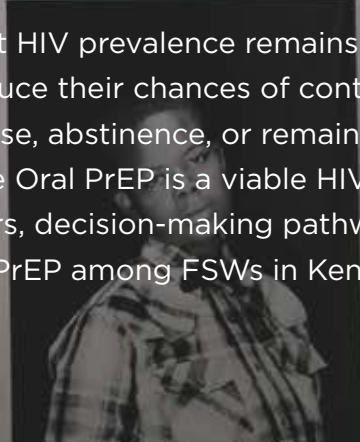 t HIV prevalence remains
uce their chances of cont
se, abstinence, or remain
e Oral PrEP is a viable HIV
rs, decision-making pathw
PrEP among FSWs in Ken